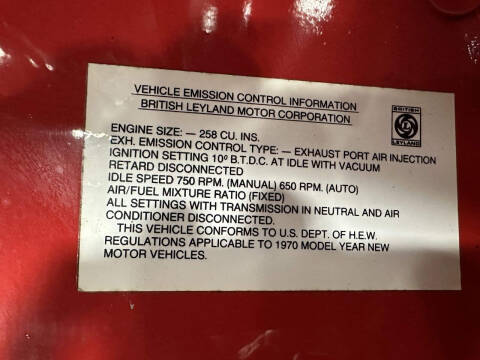 VEHICLE EMISSION CONTROL INFORMATION
BRITISH LEYLAND MOTOR CORPORATION
BRITISH
LEYLAND
ENGINE SIZE: — 258 CU. INS.
EXH. EMISSION CONTROL TYPE: — EXHAUST PORT AIR INJECTION
IGNITION SETTING 10º B.T.D.C. AT IDLE WITH VACUUM
RETARD DISCONNECTED
IDLE SPEED 750 RPM. (MANUAL) 650 RPM. (AUTO)
AIR/FUEL MIXTURE RATIO (FIXED)
ALL SETTINGS WITH TRANSMISSION IN NEUTRAL AND AIR
CONDITIONER DISCONNECTED.
THIS VEHICLE CONFORMS TO U.S. DEPT. OF H.E.W.
REGULATIONS APPLICABLE TO 1970 MODEL YEAR NEW
MOTOR VEHICLES.